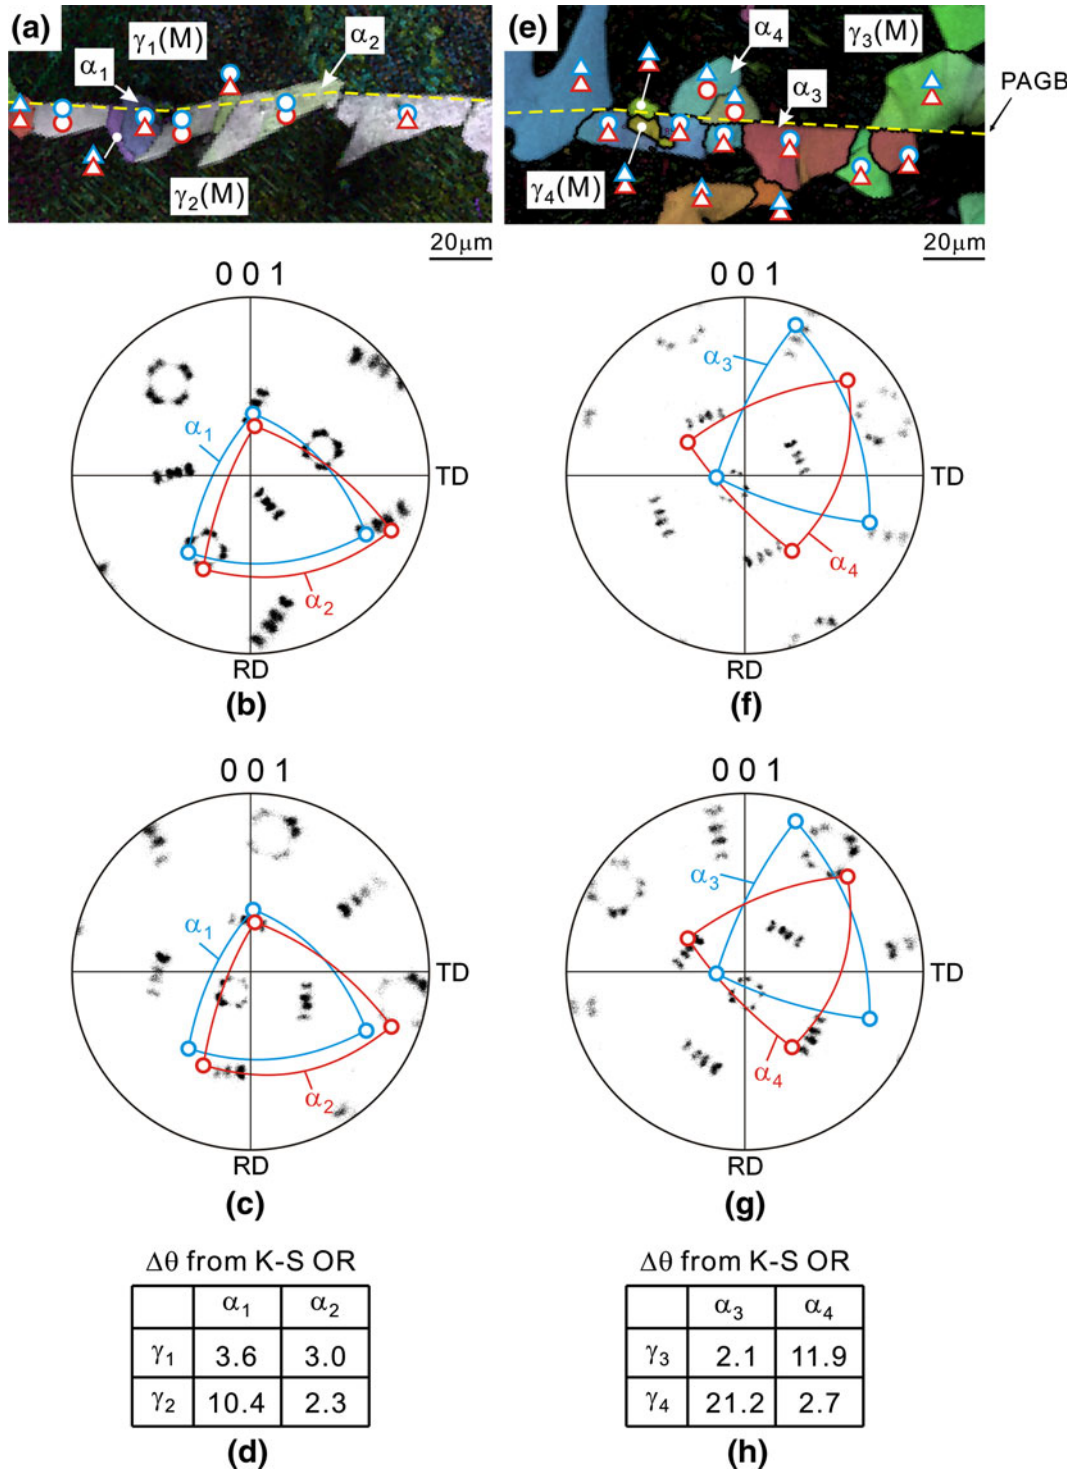 (a)
γ1(M)
α2
α1
γ2(M)
20μm
(e)
α4
γ3(M)
α3
PAGB
γ4(M)
20μm
0 0 1
α1
TD
α2
RD
(b)
0 0 1
α3
TD
α4
RD
(f)
0 0 1
α1
TD
α2
RD
(c)
0 0 1
α3
TD
α4
RD
(g)
Δθ from K-S OR
α1 α2
γ1 3.6 3.0
γ2 10.4 2.3
(d)
Δθ from K-S OR
α3 α4
γ3 2.1 11.9
γ4 21.2 2.7
(h)